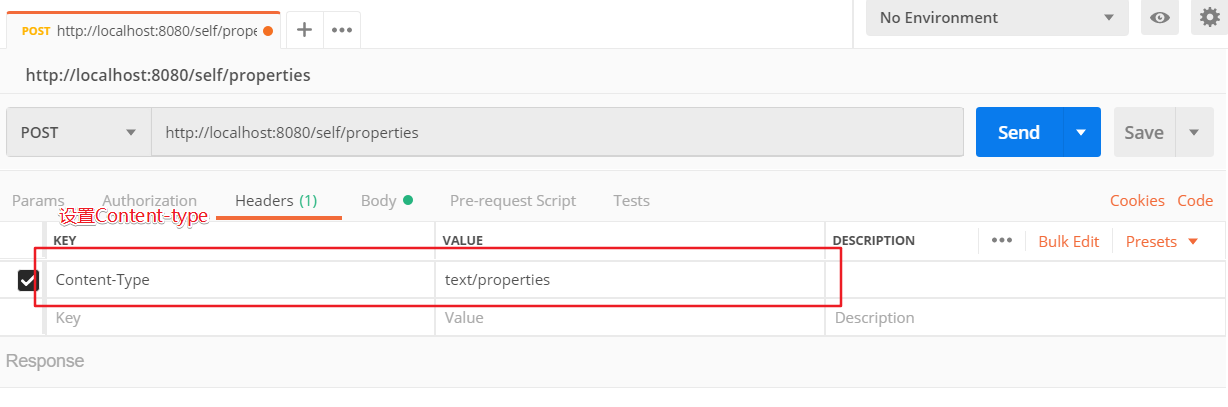 POST http://localhost:8080/self/prope
No Environment
http://localhost:8080/self/properties
POST http://localhost:8080/self/properties Send Save
Params Authorization Headers (1) Body Pre-request Script Tests Cookies Code
设置Content-type
KEY VALUE DESCRIPTION Bulk Edit Presets
Content-Type text/properties
Key Value Description
Response